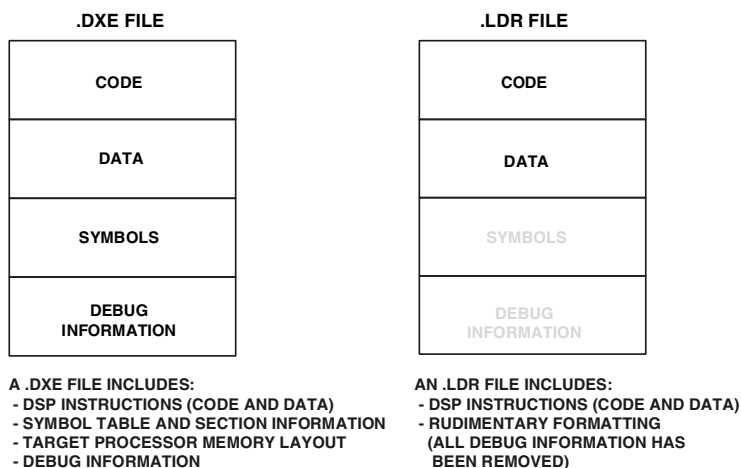 .DXE FILE
CODE
DATA
SYMBOLS
DEBUG
INFORMATION
A .DXE FILE INCLUDES:
- DSP INSTRUCTIONS (CODE AND DATA)
- SYMBOL TABLE AND SECTION INFORMATION
- TARGET PROCESSOR MEMORY LAYOUT
- DEBUG INFORMATION
.LDR FILE
CODE
DATA
SYMBOLS
DEBUG
INFORMATION
AN .LDR FILE INCLUDES:
- DSP INSTRUCTIONS (CODE AND DATA)
- RUDIMENTARY FORMATTING
(ALL DEBUG INFORMATION HAS
BEEN REMOVED)